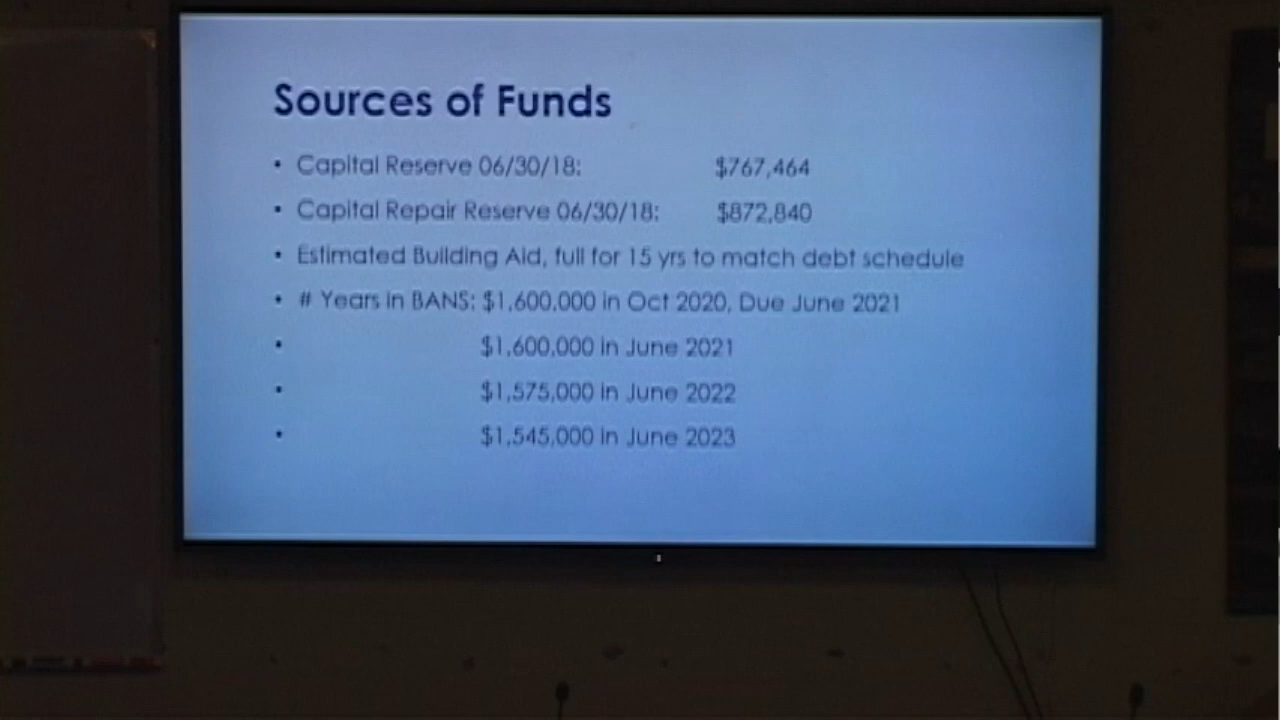 Sources of Funds
• Capital Reserve 06/30/18: $767,464
• Capital Repair Reserve 06/30/18: $872,840
• Estimated Building Aid, full for 15 yrs to match debt schedule
• # Years in BANS: $1,600,000 in Oct 2020, Due June 2021
• $1,600,000 in June 2021
• $1,575,000 in June 2022
• $1,545,000 in June 2023